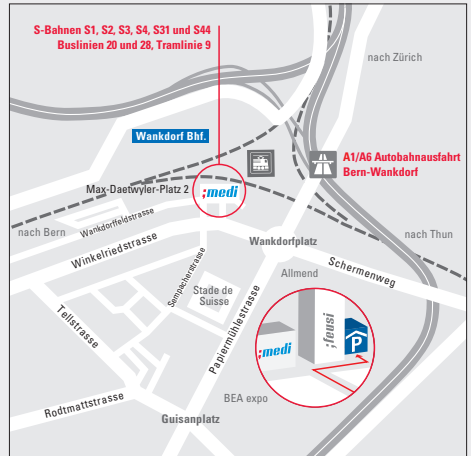 S-Bahnen S1, S2, S3, S4, S31 und S44
Buslinien 20 und 28, Tramlinie 9
nach Zürich
Wankdorf Bhf.
A1/A6 Autobahnausfahrt
Bern-Wankdorf
Max-Daetwyler-Platz 2
;medi
Wankdorffeldstrasse
nach Bern
Winkelriedstrasse
Wankdorfplatz
nach Thun
Schermenweg
Sempacherstrasse
Allmend
Stade de
Suisse
Tellstrasse
Papiermühlestrasse
;feusi
P
;medi
BEA expo
Rodtmattstrasse
Guisanplatz